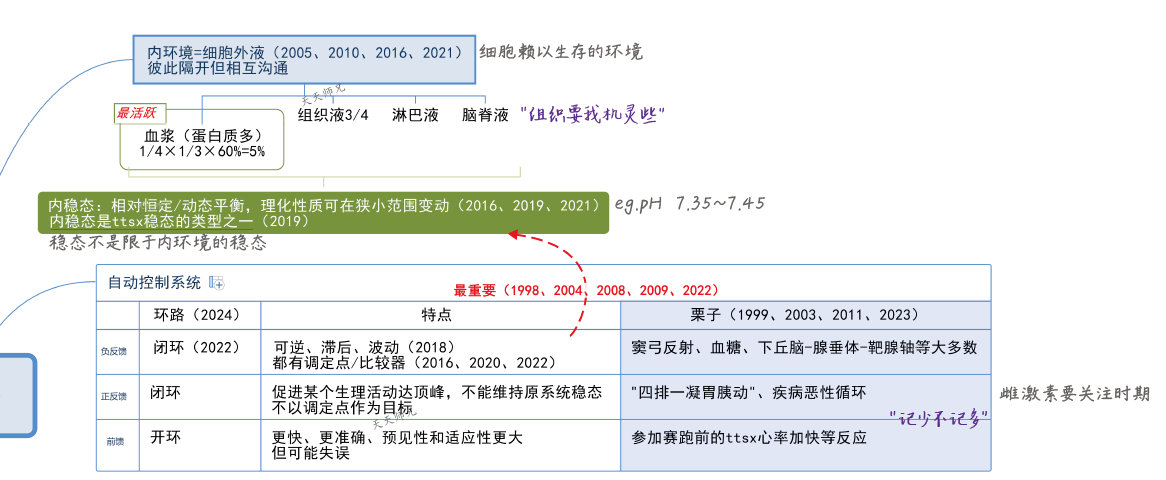 内环境=细胞外液（2005、2010、2016、2021）
彼此隔开但相互沟通
细胞赖以生存的环境
天天师兄
最活跃
血浆（蛋白质多）
1/4×1/3×60%=5%
组织液3/4
淋巴液
脑脊液
"组织要我机灵些"
内稳态：相对恒定/动态平衡，理化性质可在狭小范围变动（2016、2019、2021）
内稳态是ttsx稳态的类型之一（2019）
eg.pH 7.35~7.45
稳态不是限于内环境的稳态
自动控制系统
最重要（1998、2004、2008、2009、2022）
环路（2024）
特点
栗子（1999、2003、2011、2023）
负反馈
闭环（2022）
可逆、滞后、波动（2018）
都有调定点/比较器（2016、2020、2022）
窦弓反射、血糖、下丘脑-腺垂体-靶腺轴等大多数
正反馈
闭环
促进某个生理活动达顶峰，不能维持原系统稳态
不以调定点作为目标
"四排一凝胃胰动"、疾病恶性循环
雌激素要关注时期
"记少不记多"
天天师兄
前馈
开环
更快、更准确、预见性和适应性更大
但可能失误
参加赛跑前的ttsx心率加快等反应